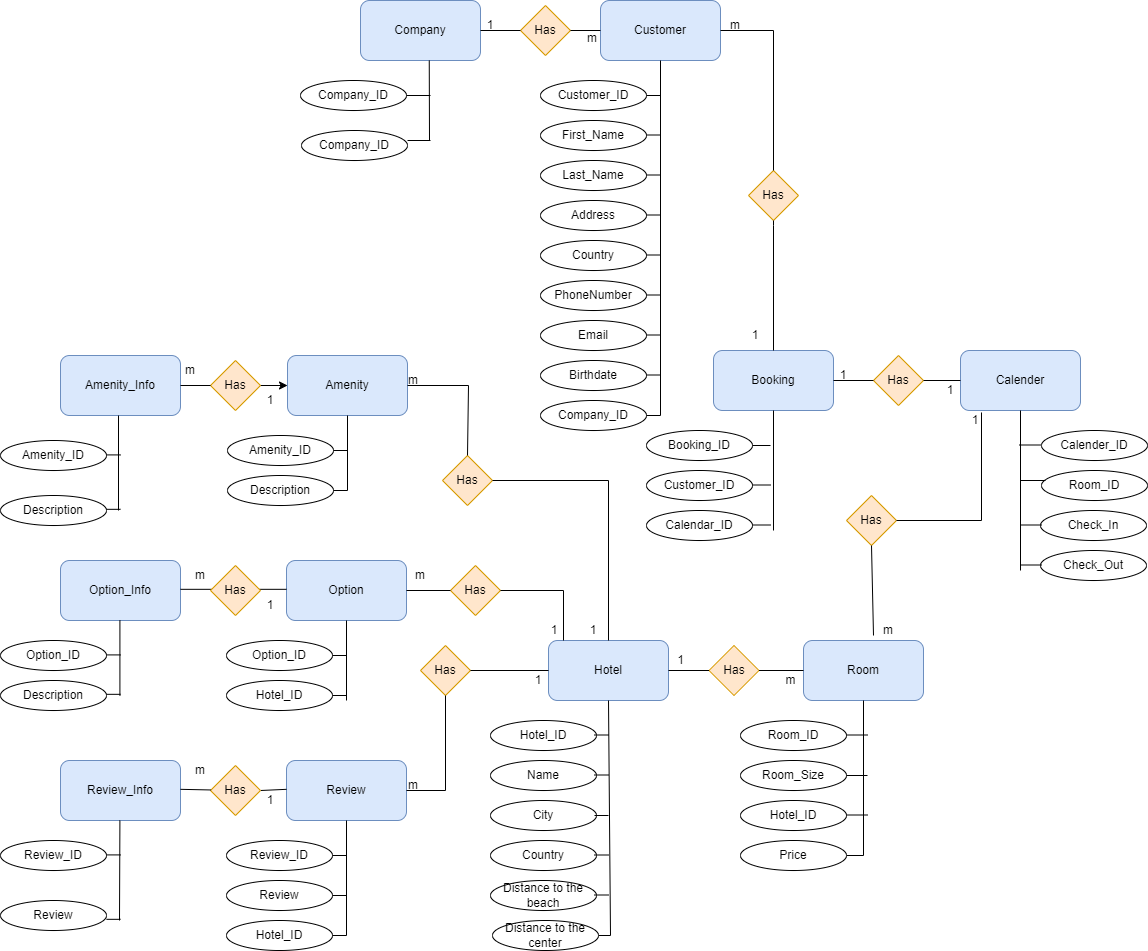 Company
1
Has
m
Customer
m
Company_ID
Company_ID
Customer_ID
First_Name
Last_Name
Address
Country
PhoneNumber
Email
Birthdate
Company_ID
Has
1
Booking
1
Has
1
Calender
Booking_ID
Customer_ID
Calendar_ID
1
Calender_ID
Room_ID
Check_In
Check_Out
Has
m
Amenity_Info
m
Has
1
Amenity
m
Amenity_ID
Description
Amenity_ID
Description
Has
1
Option_Info
m
Has
1
Option
m
Has
1
Option_ID
Description
Option_ID
Hotel_ID
Has
1
Hotel
1
Has
m
Room
Hotel_ID
Name
City
Country
Distance to the
beach
Distance to the
center
Room_ID
Room_Size
Hotel_ID
Price
Review_Info
m
Has
1
Review
m
Review_ID
Review
Review_ID
Review
Hotel_ID